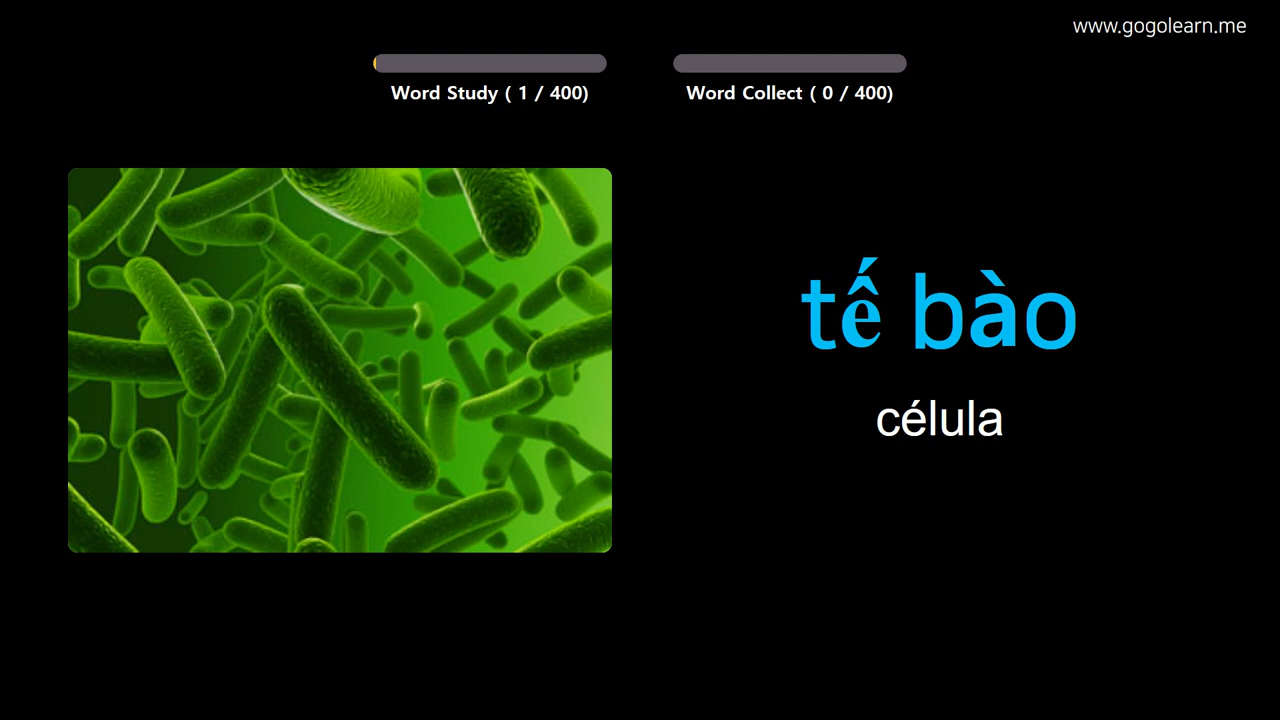 www.gogolearn.me
Word Study ( 1 / 400)
Word Collect ( 0 / 400)
tế bào
célula